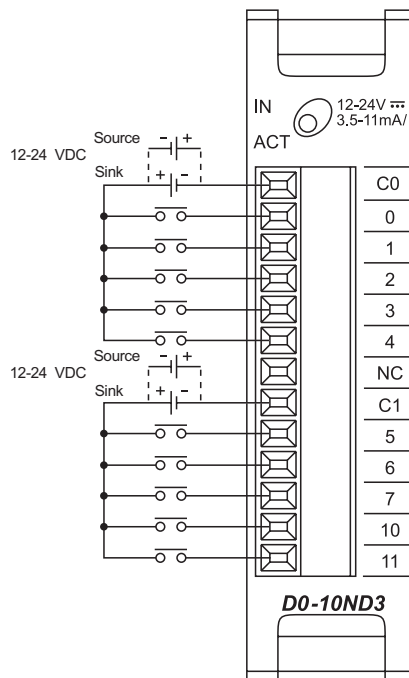 IN
ACT
12-24V ⎓
3.5-11mA/
Source
- +
12-24 VDC
Sink
+ -
C0
0
1
2
3
4
Source
- +
12-24 VDC
Sink
+ -
NC
C1
5
6
7
10
11
D0-10ND3